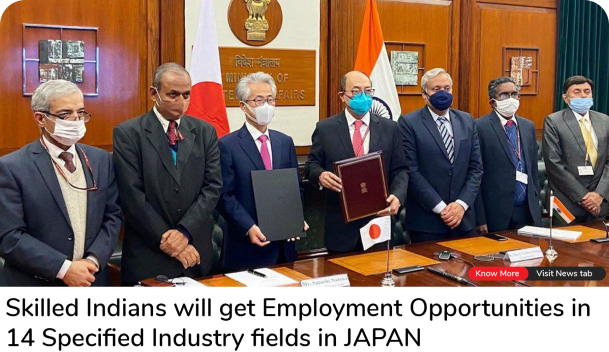 विदेश मंत्रालय
MINISTRY OF
EXTERNAL AFFAIRS
Know More
Visit News tab
Skilled Indians will get Employment Opportunities in
14 Specified Industry fields in JAPAN